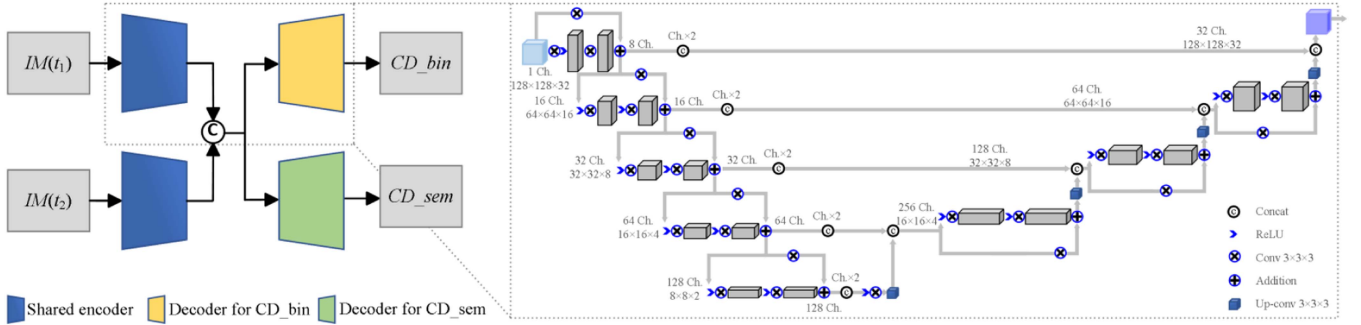 IM(t1)
CD_bin
C
IM(t2)
CD_sem
Shared encoder
Decoder for CD_bin
Decoder for CD_sem
1 Ch.
128×128×32
8 Ch.
Ch.×2
C
32 Ch.
128×128×32
C
16 Ch.
64×64×16
16 Ch.
Ch.×2
C
64 Ch.
64×64×16
C
32 Ch.
32×32×8
32 Ch.
Ch.×2
C
128 Ch.
32×32×8
C
64 Ch.
16×16×4
64 Ch.
Ch.×2
C
C
256 Ch.
16×16×4
128 Ch.
8×8×2
128 Ch.
Ch.×2
C
C
Concat
ReLU
Conv 3×3×3
Addition
Up-conv 3×3×3